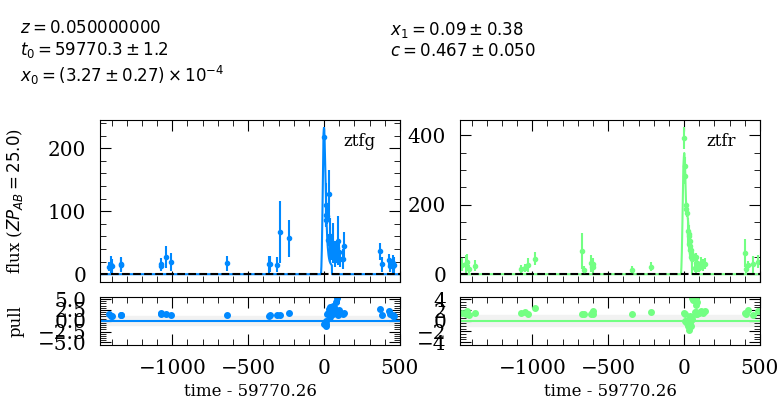 z = 0.050000000
t₀ = 59770.3 ± 1.2
x₀ = (3.27 ± 0.27) × 10⁻⁴
x₁ = 0.09 ± 0.38
c = 0.467 ± 0.050
flux (ZP_AB = 25.0)
200
100
0
ztfg
400
200
0
ztfr
pull
5.0
2.5
0.0
−2.5
−5.0
4
2
0
−2
−4
−1000 −500 0 500
−1000 −500 0 500
time - 59770.26
time - 59770.26